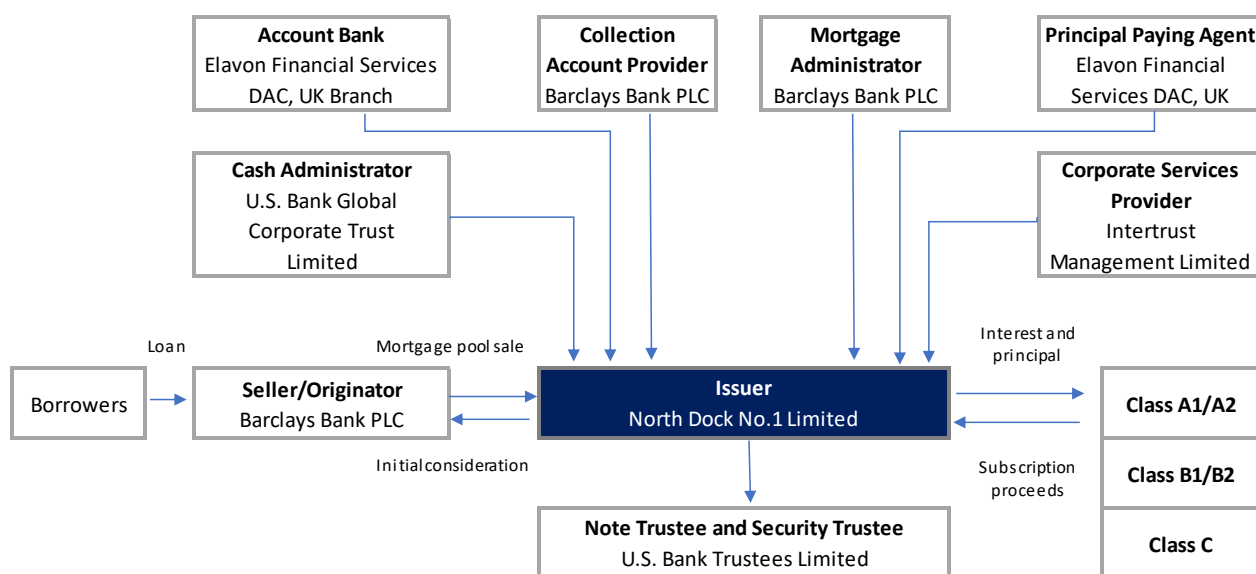 Account Bank
Elavon Financial Services
DAC, UK Branch
Collection
Account Provider
Barclays Bank PLC
Mortgage
Administrator
Barclays Bank PLC
Principal Paying Agent
Elavon Financial
Services DAC, UK
Cash Administrator
U.S. Bank Global
Corporate Trust
Limited
Corporate Services
Provider
Intertrust
Management Limited
Loan
Mortgage pool sale
Interest and
principal
Borrowers
Seller/Originator
Barclays Bank PLC
Issuer
North Dock No.1 Limited
Class A1/A2
Initial consideration
Subscription
proceeds
Class B1/B2
Note Trustee and Security Trustee
U.S. Bank Trustees Limited
Class C